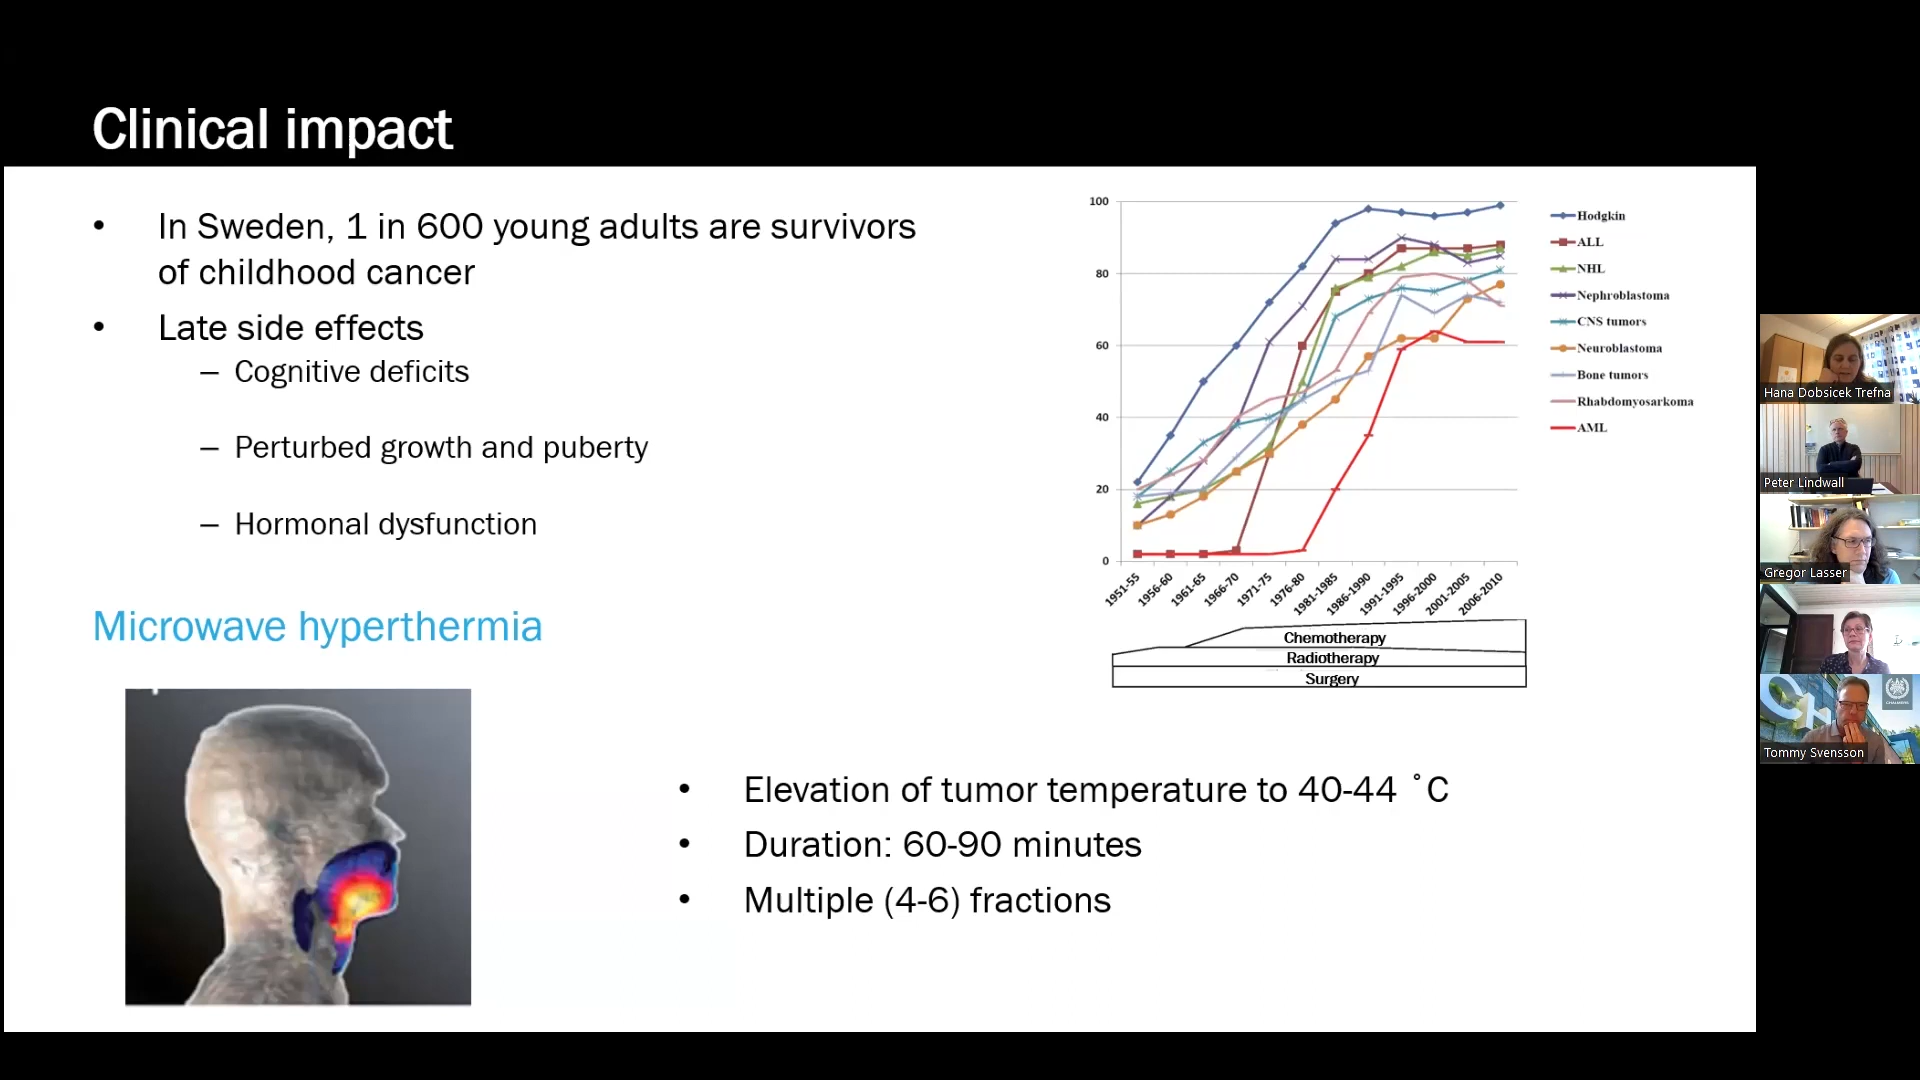 Clinical impact
• In Sweden, 1 in 600 young adults are survivors
of childhood cancer
• Late side effects
– Cognitive deficits
– Perturbed growth and puberty
– Hormonal dysfunction
100
80
60
40
20
0
1951-55
1956-60
1961-65
1966-70
1971-75
1976-80
1981-1985
1986-1990
1991-1995
1996-2000
2001-2005
2006-2010
Hodgkin
ALL
NHL
Nephroblastoma
CNS tumors
Neuroblastoma
Bone tumors
Rhabdomyosarkoma
AML
Chemotherapy
Radiotherapy
Surgery
Microwave hyperthermia
• Elevation of tumor temperature to 40-44 ˚C
• Duration: 60-90 minutes
• Multiple (4-6) fractions
Hana Dobsicek Trefna
Peter Lindwall
Gregor Lasser
CH
CHALMERS
Tommy Svensson